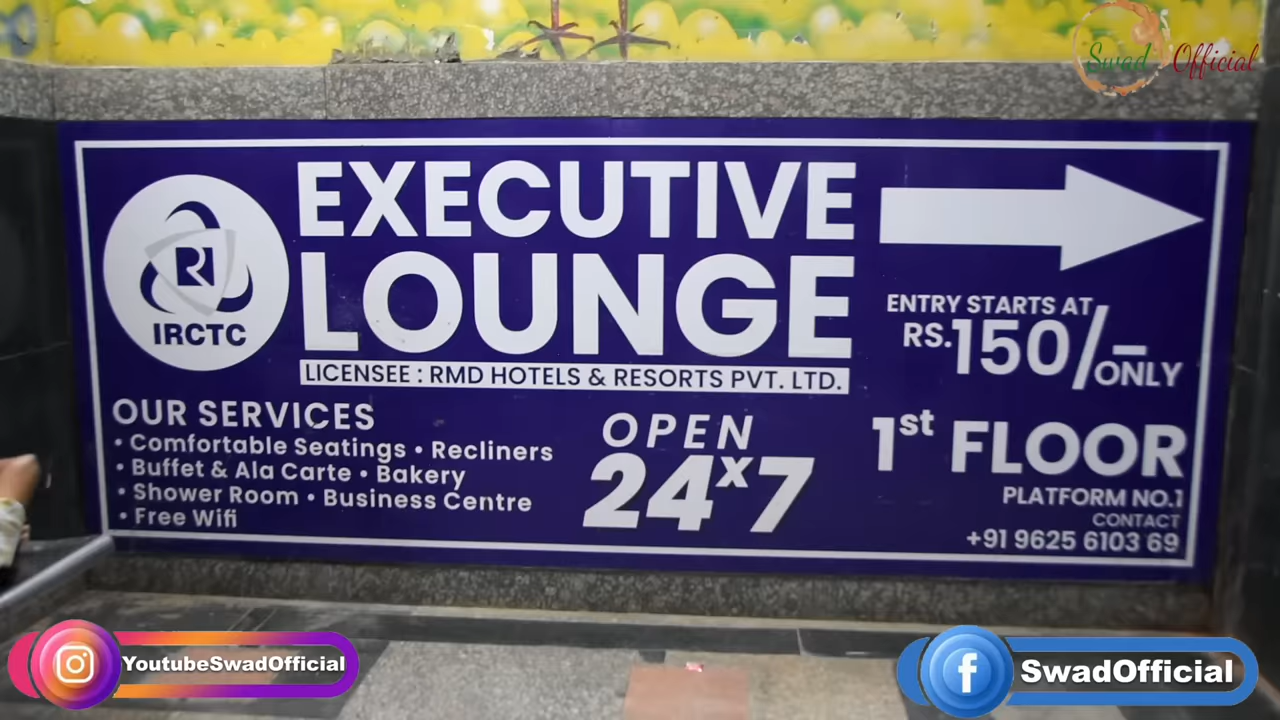 Swad Official
EXECUTIVE
LOUNGE
IRCTC
LICENSEE : RMD HOTELS & RESORTS PVT. LTD.
ENTRY STARTS AT
RS.150/-
ONLY
OUR SERVICES
• Comfortable Seatings • Recliners
• Buffet & Ala Carte • Bakery
• Shower Room • Business Centre
• Free Wifi
OPEN
24x7
1st FLOOR
PLATFORM NO.1
CONTACT
+91 9625 6103 69
YoutubeSwadOfficial
SwadOfficial